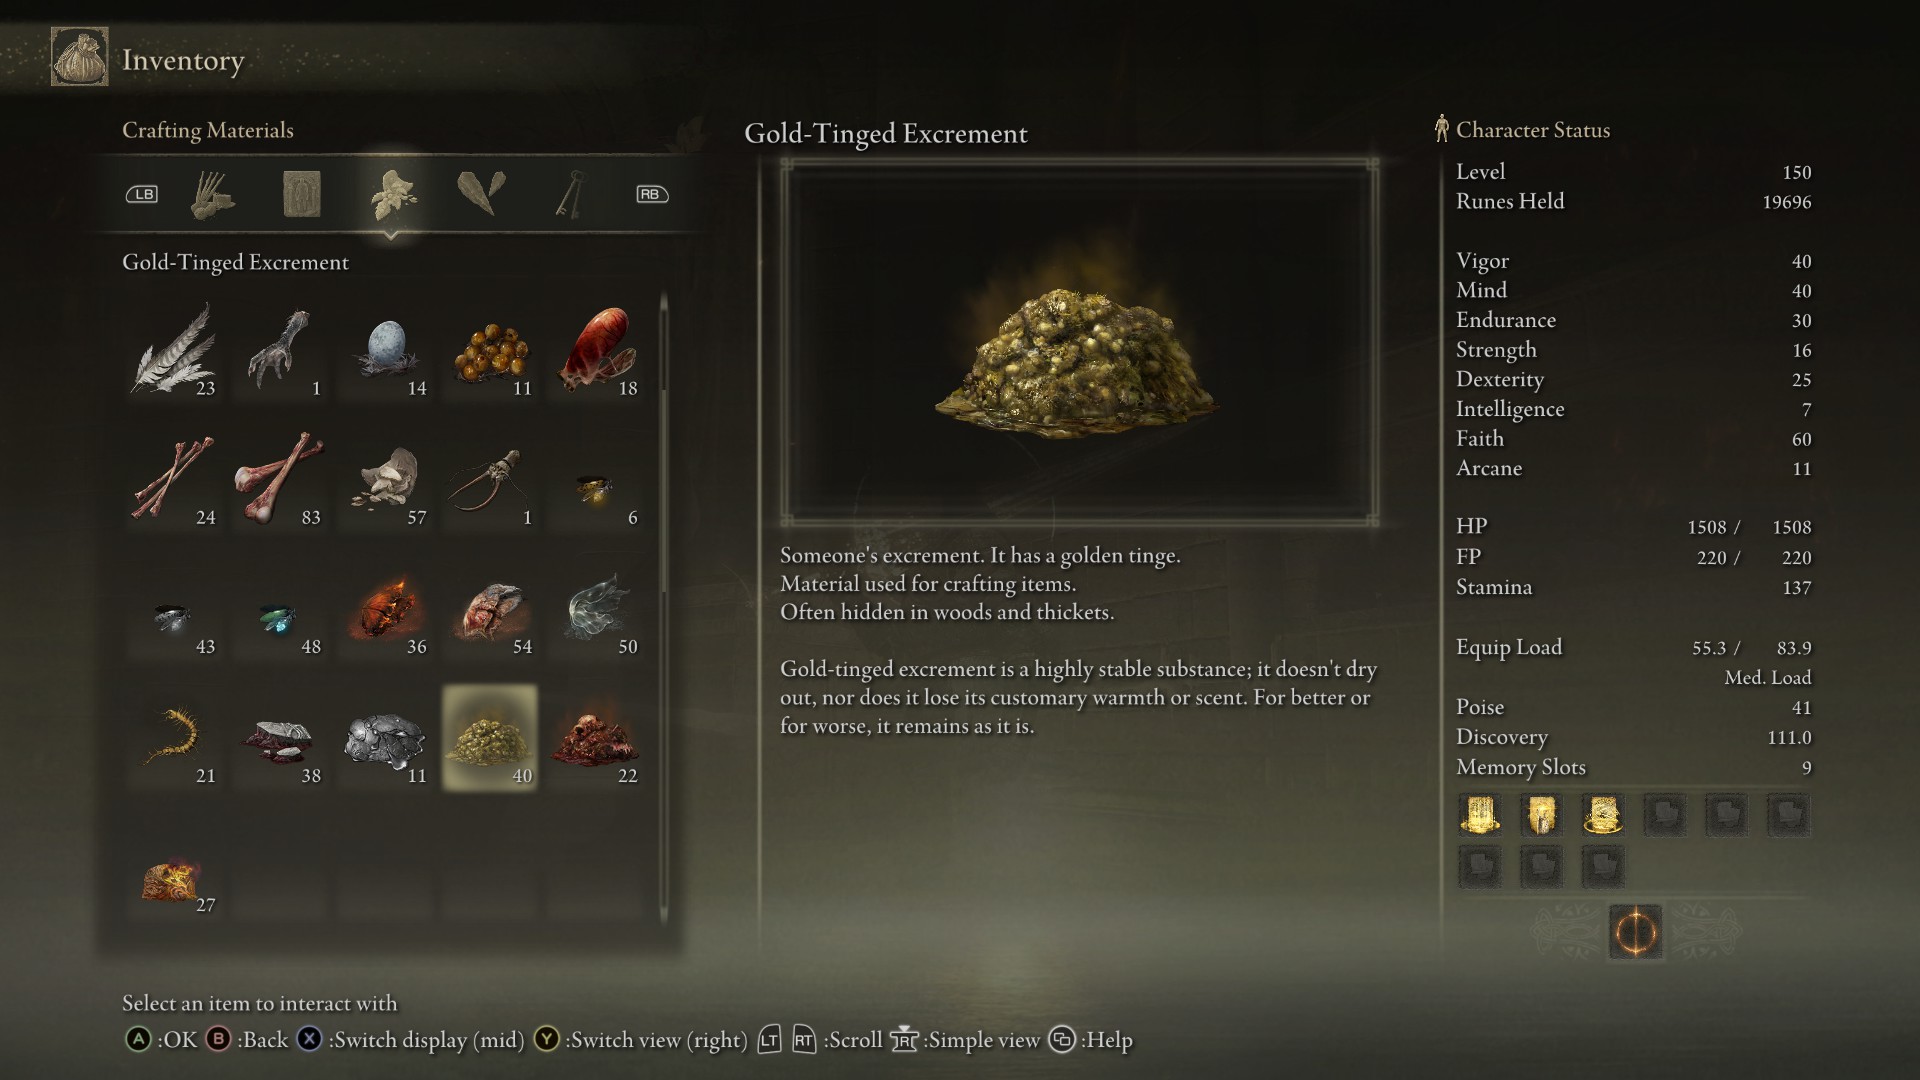 Inventory
Crafting Materials
LB
RB
Gold-Tinged Excrement
23
1
14
11
18
24
83
57
1
6
43
48
36
54
50
21
38
11
40
22
27
Gold-Tinged Excrement
Someone's excrement. It has a golden tinge.
Material used for crafting items.
Often hidden in woods and thickets.
Gold-tinged excrement is a highly stable substance; it doesn't dry
out, nor does it lose its customary warmth or scent. For better or
for worse, it remains as it is.
Character Status
Level 150
Runes Held 19696
Vigor 40
Mind 40
Endurance 30
Strength 16
Dexterity 25
Intelligence 7
Faith 60
Arcane 11
HP 1508 / 1508
FP 220 / 220
Stamina 137
Equip Load 55.3 / 83.9
Med. Load
Poise 41
Discovery 111.0
Memory Slots 9
Select an item to interact with
A :OK B :Back X :Switch display (mid) Y :Switch view (right) LT RT :Scroll R :Simple view :Help